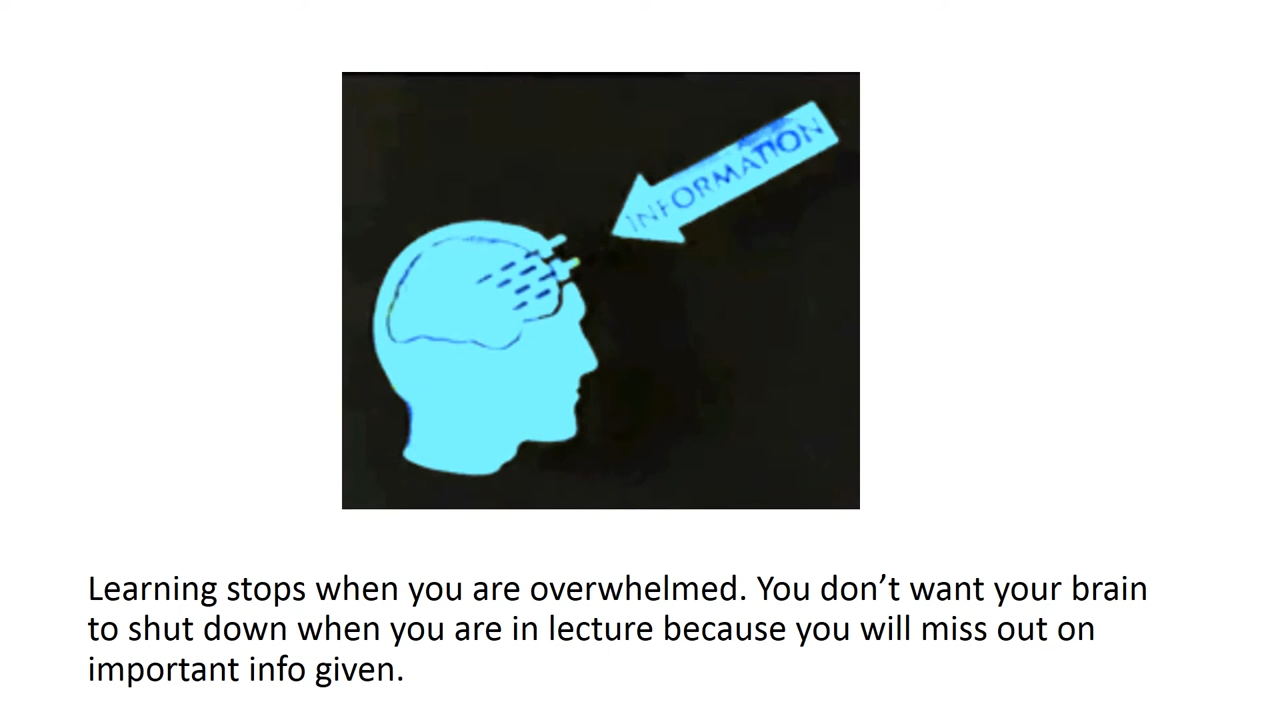 INFORMATION
Learning stops when you are overwhelmed. You don’t want your brain
to shut down when you are in lecture because you will miss out on
important info given.